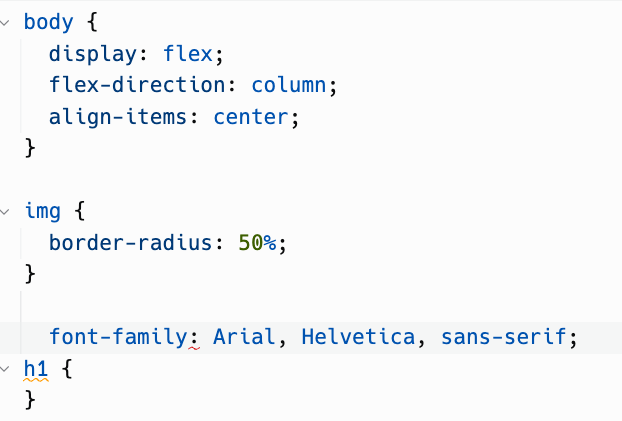 body {
  display: flex;
  flex-direction: column;
  align-items: center;
}

img {
  border-radius: 50%;
}

  font-family: Arial, Helvetica, sans-serif;
h1 {
}